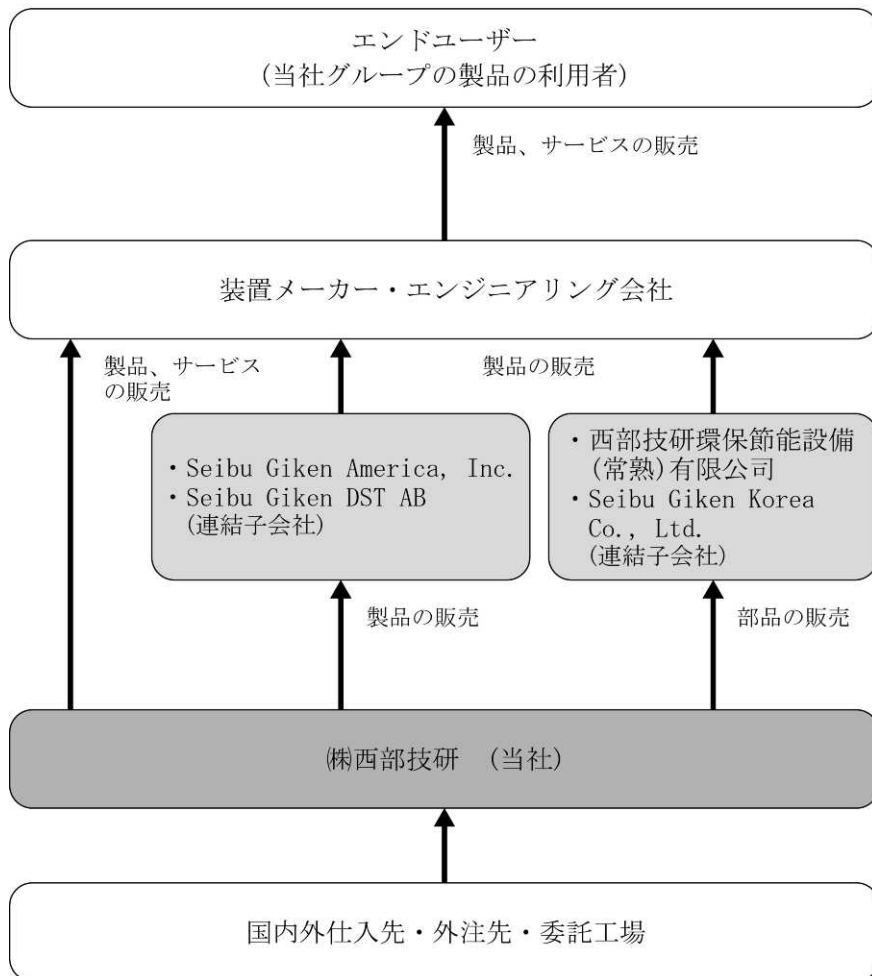 エンドユーザー
(当社グループの製品の利用者)
製品、サービスの販売
装置メーカー・エンジニアリング会社
製品、サービス
の販売
製品の販売
・Seibu Giken America, Inc.
・Seibu Giken DST AB
(連結子会社)
・西部技研環保節能設備
(常熟)有限公司
・Seibu Giken Korea
Co., Ltd.
(連結子会社)
製品の販売
部品の販売
㈱西部技研 (当社)
国内外仕入先・外注先・委託工場